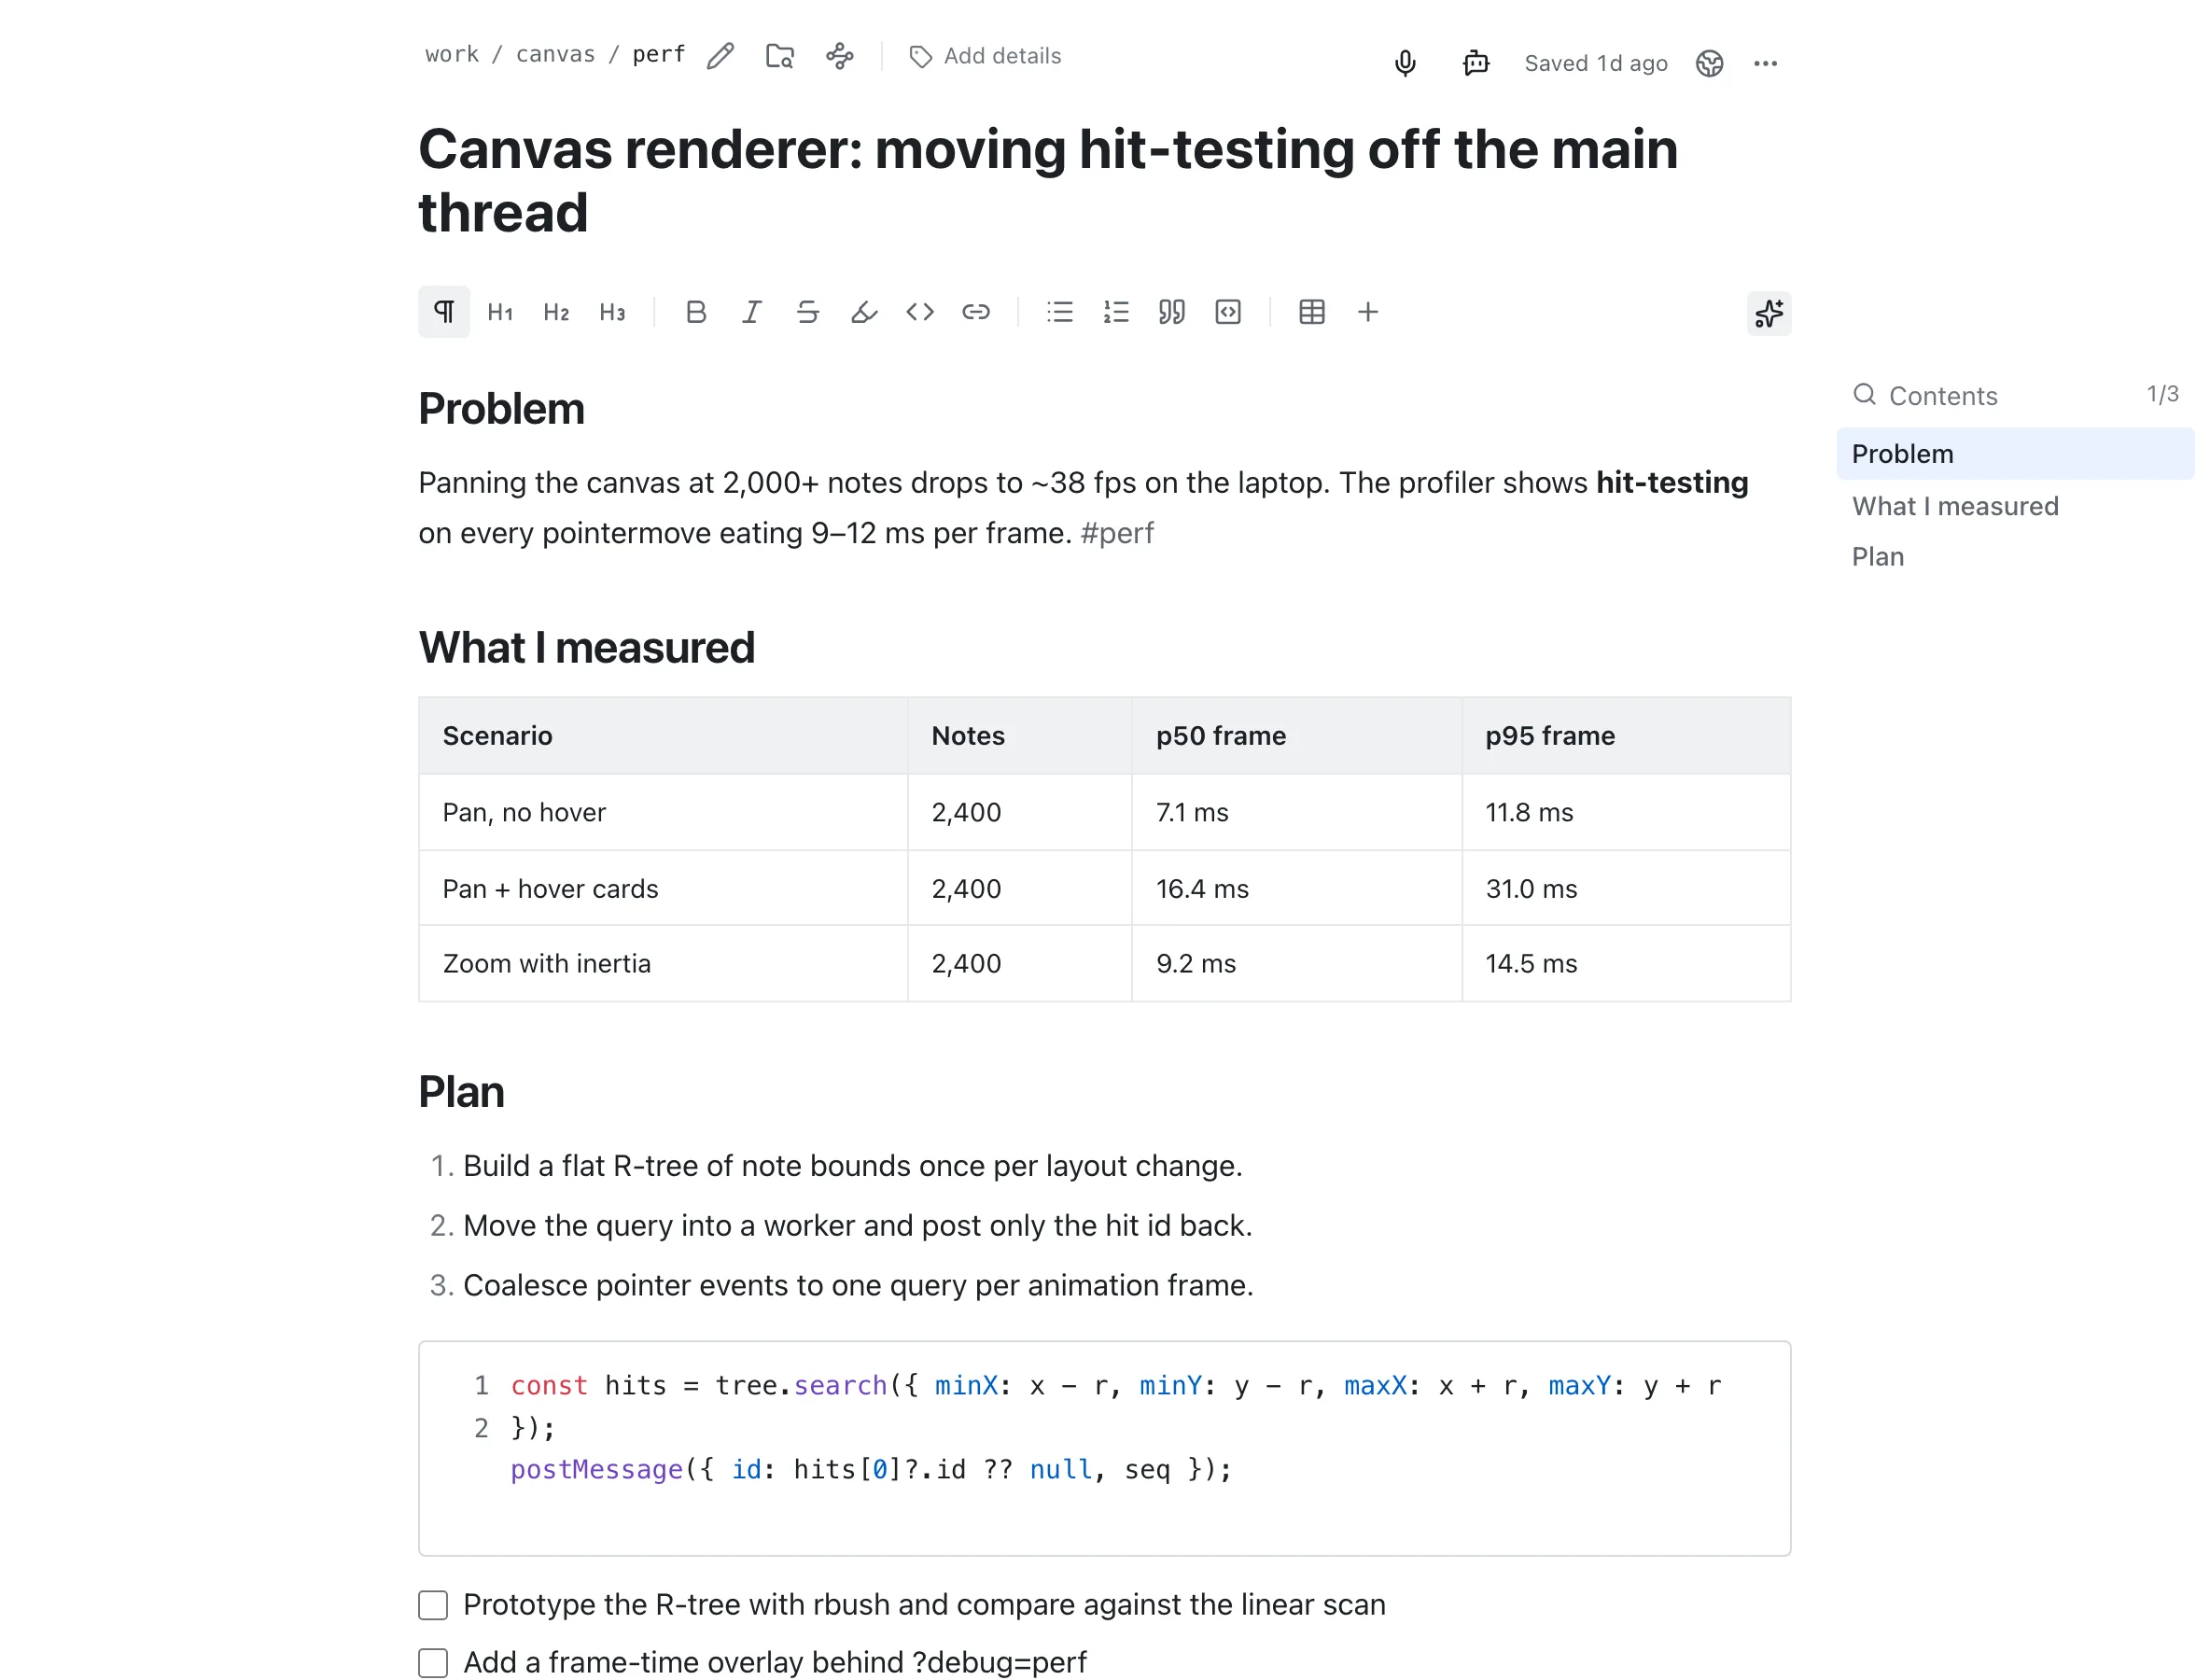 work / canvas / perf
Add details
Saved 1d ago
Canvas renderer: moving hit-testing off the main
thread
H1 H2 H3
Contents 1/3
Problem
What I measured
Plan
Problem
Panning the canvas at 2,000+ notes drops to ~38 fps on the laptop. The profiler shows hit-testing
on every pointermove eating 9–12 ms per frame. #perf
What I measured
Scenario Notes p50 frame p95 frame
Pan, no hover 2,400 7.1 ms 11.8 ms
Pan + hover cards 2,400 16.4 ms 31.0 ms
Zoom with inertia 2,400 9.2 ms 14.5 ms
Plan
1. Build a flat R-tree of note bounds once per layout change.
2. Move the query into a worker and post only the hit id back.
3. Coalesce pointer events to one query per animation frame.
1 const hits = tree.search({ minX: x - r, minY: y - r, maxX: x + r, maxY: y + r
2 });
postMessage({ id: hits[0]?.id ?? null, seq });
Prototype the R-tree with rbush and compare against the linear scan
Add a frame-time overlay behind ?debug=perf